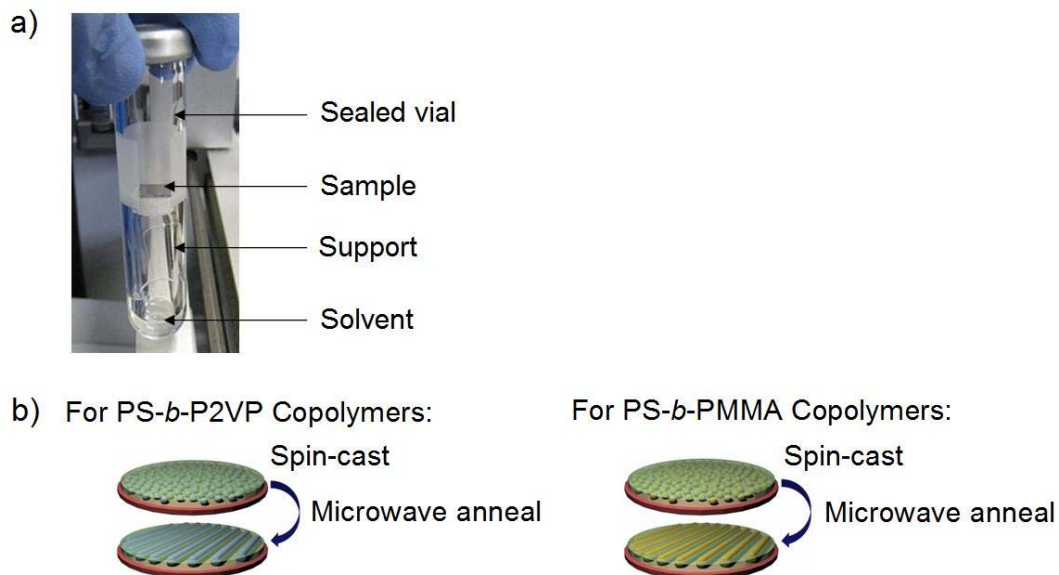 a)
Sealed vial
Sample
Support
Solvent
b) For PS-b-P2VP Copolymers:
Spin-cast
Microwave anneal
For PS-b-PMMA Copolymers:
Spin-cast
Microwave anneal